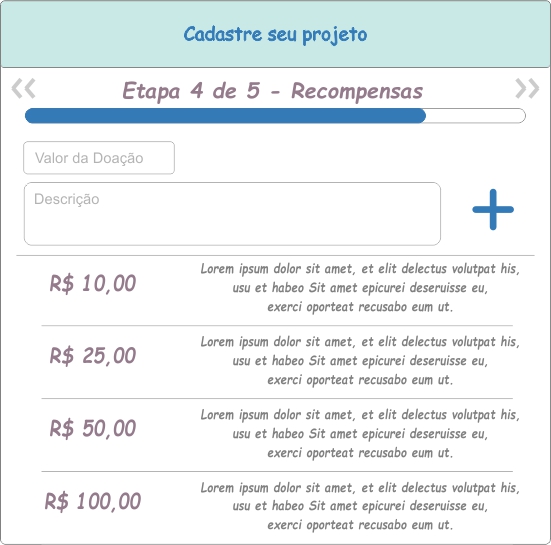 Cadastre seu projeto
Etapa 4 de 5 - Recompensas
Valor da Doação
Descrição
R$ 10,00
Lorem ipsum dolor sit amet, et elit delectus volutpat his,
usu et habeo Sit amet epicurei deseruisse eu,
exerci oporteat recusabo eum ut.
R$ 25,00
Lorem ipsum dolor sit amet, et elit delectus volutpat his,
usu et habeo Sit amet epicurei deseruisse eu,
exerci oporteat recusabo eum ut.
R$ 50,00
Lorem ipsum dolor sit amet, et elit delectus volutpat his,
usu et habeo Sit amet epicurei deseruisse eu,
exerci oporteat recusabo eum ut.
R$ 100,00
Lorem ipsum dolor sit amet, et elit delectus volutpat his,
usu et habeo Sit amet epicurei deseruisse eu,
exerci oporteat recusabo eum ut.